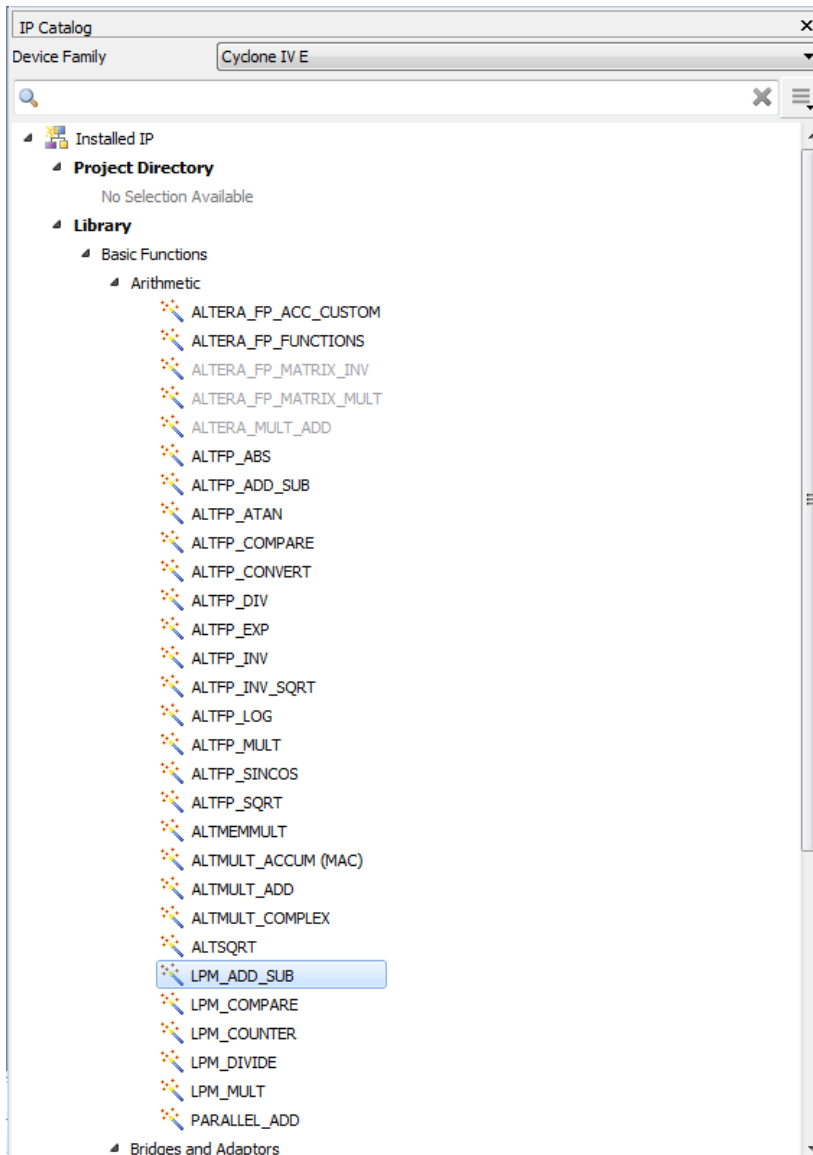 IP Catalog
Device Family Cyclone IV E
Installed IP
Project Directory
No Selection Available
Library
Basic Functions
Arithmetic
ALTERA_FP_ACC_CUSTOM
ALTERA_FP_FUNCTIONS
ALTERA_FP_MATRIX_INV
ALTERA_FP_MATRIX_MULT
ALTERA_MULT_ADD
ALTFP_ABS
ALTFP_ADD_SUB
ALTFP_ATAN
ALTFP_COMPARE
ALTFP_CONVERT
ALTFP_DIV
ALTFP_EXP
ALTFP_INV
ALTFP_INV_SQRT
ALTFP_LOG
ALTFP_MULT
ALTFP_SINCOS
ALTFP_SQRT
ALTMEMMULT
ALTMULT_ACCUM (MAC)
ALTMULT_ADD
ALTMULT_COMPLEX
ALTSQRT
LPM_ADD_SUB
LPM_COMPARE
LPM_COUNTER
LPM_DIVIDE
LPM_MULT
PARALLEL_ADD
Bridges and Adaptors